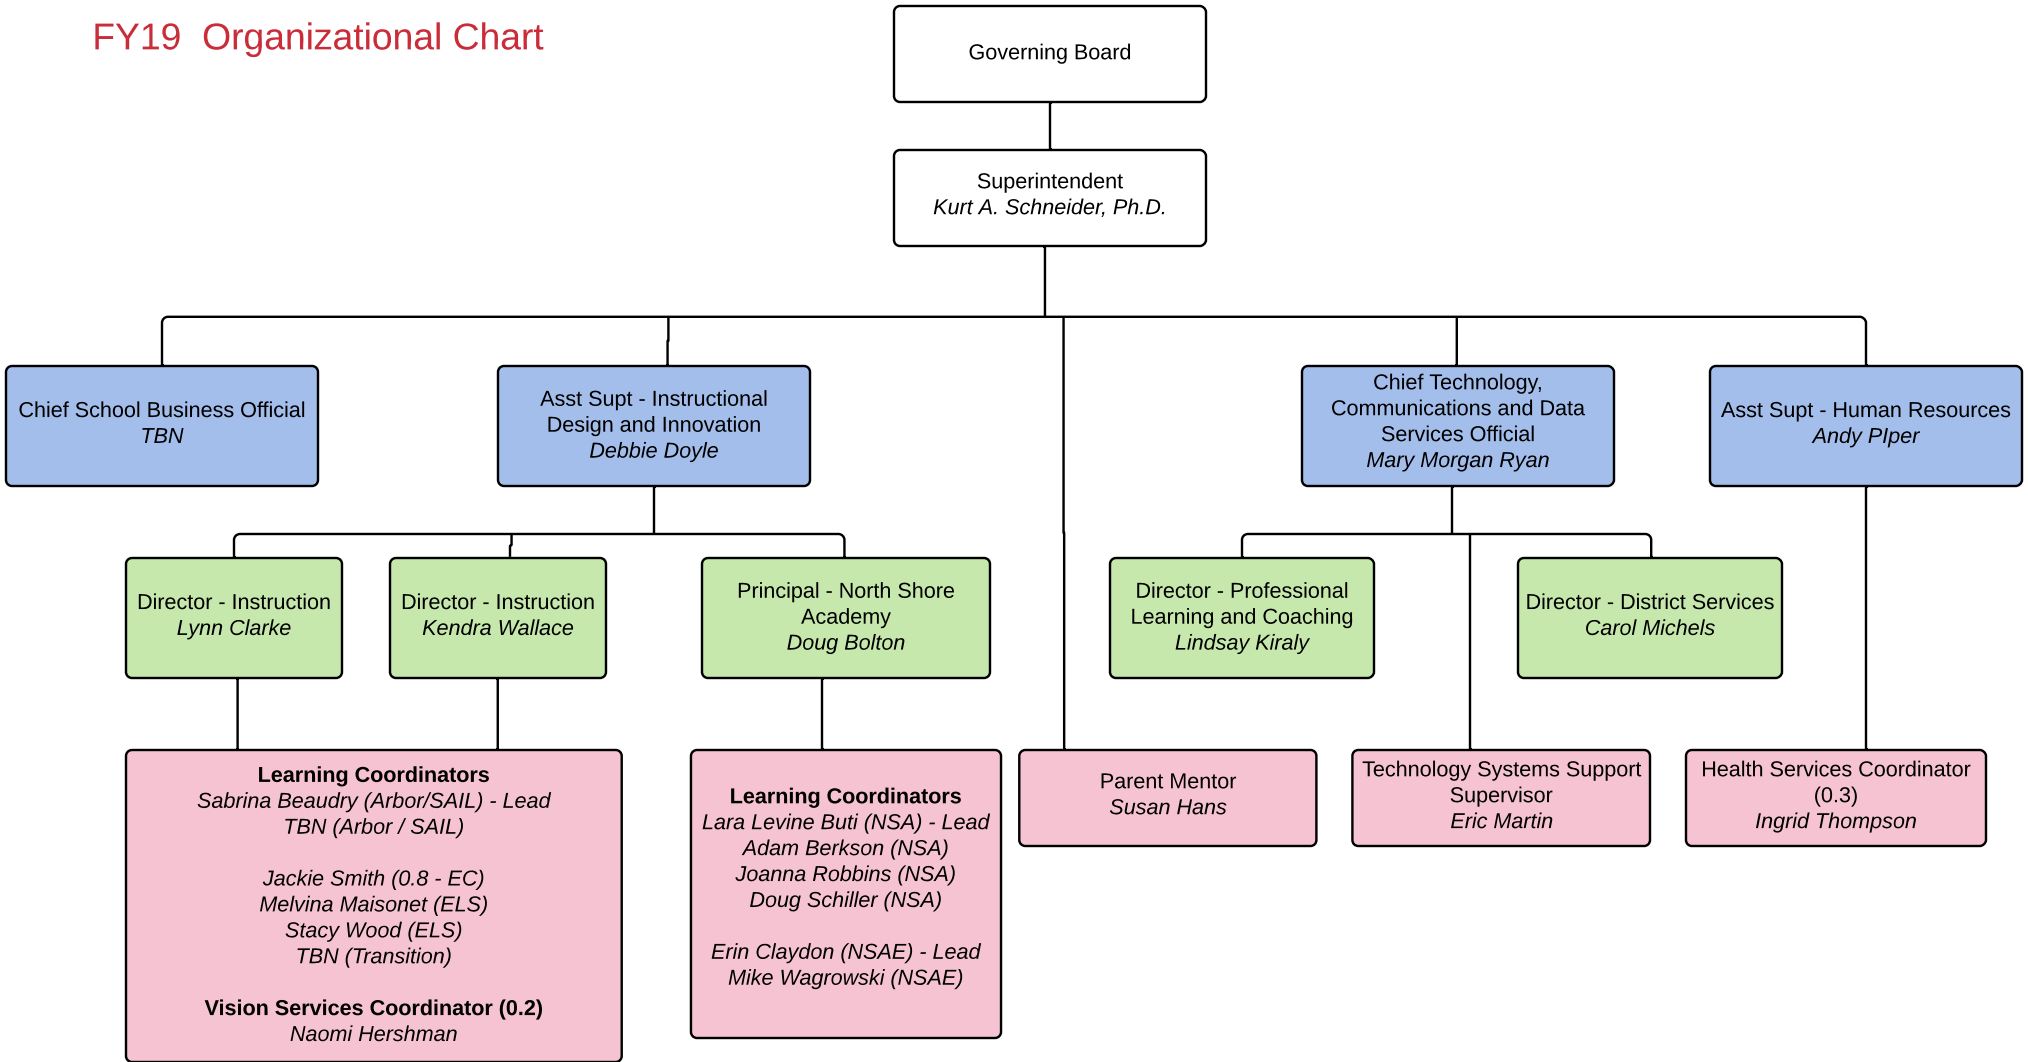 FY19  Organizational Chart
Governing Board
Superintendent
Kurt A. Schneider, Ph.D.
Chief School Business Official
TBN
Asst Supt - Instructional
Design and Innovation
Debbie Doyle
Chief Technology,
Communications and Data
Services Official
Mary Morgan Ryan
Asst Supt - Human Resources
Andy PIper
Director - Instruction
Lynn Clarke
Director - Instruction
Kendra Wallace
Principal - North Shore
Academy
Doug Bolton
Director - Professional
Learning and Coaching
Lindsay Kiraly
Director - District Services
Carol Michels
Learning Coordinators
Sabrina Beaudry (Arbor/SAIL) - Lead
TBN (Arbor / SAIL)
Jackie Smith (0.8 - EC)
Melvina Maisonet (ELS)
Stacy Wood (ELS)
TBN (Transition)
Vision Services Coordinator (0.2)
Naomi Hershman
Learning Coordinators
Lara Levine Buti (NSA) - Lead
Adam Berkson (NSA)
Joanna Robbins (NSA)
Doug Schiller (NSA)
Erin Claydon (NSAE) - Lead
Mike Wagrowski (NSAE)
Parent Mentor
Susan Hans
Technology Systems Support
Supervisor
Eric Martin
Health Services Coordinator
(0.3)
Ingrid Thompson